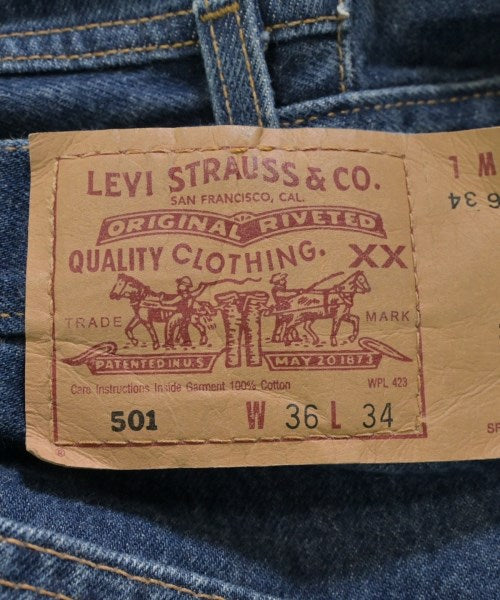 LEVI STRAUSS & CO.
SAN FRANCISCO, CAL.
ORIGINAL RIVETED
QUALITY CLOTHING. XX
TRADE MARK
PATENTED IN U.S. MAY 20 1873
Care Instructions Inside Garment 100% Cotton WPL 423
501 W 36 L 34
®
W L
6 34